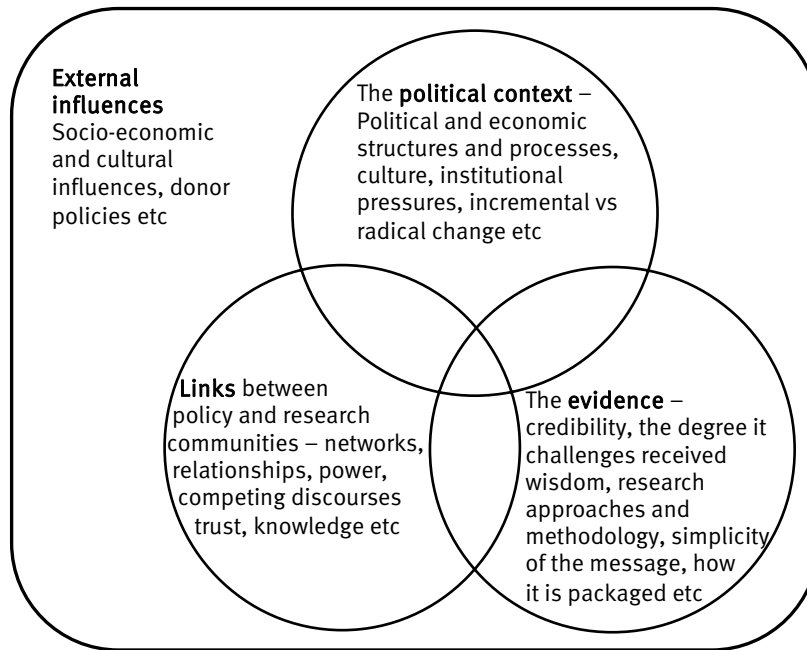 External
influences
Socio-economic
and cultural
influences, donor
policies etc
The political context –
Political and economic
structures and processes,
culture, institutional
pressures, incremental vs
radical change etc
Links between
policy and research
communities – networks,
relationships, power,
competing discourses
trust, knowledge etc
The evidence –
credibility, the degree it
challenges received
wisdom, research
approaches and
methodology, simplicity
of the message, how
it is packaged etc